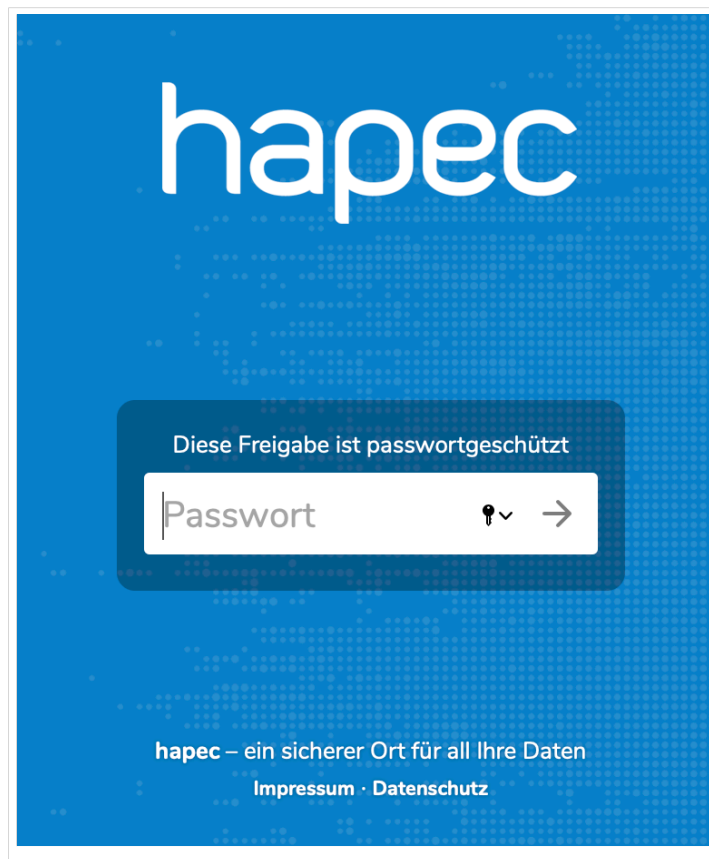 hapec
Diese Freigabe ist passwortgeschützt
Passwort
hapec – ein sicherer Ort für all Ihre Daten
Impressum · Datenschutz